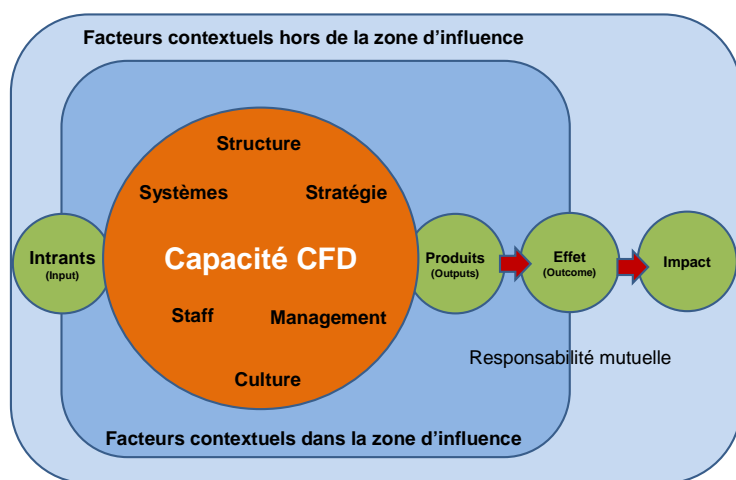 Facteurs contextuels hors de la zone d’influence
Structure
Systèmes
Stratégie
Intrants
(Input)
Capacité CFD
Produits
(Outputs)
Effet
(Outcome)
Impact
Staff
Management
Culture
Responsabilité mutuelle
Facteurs contextuels dans la zone d’influence